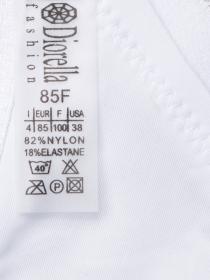 Diorella
fashion
85F
I EUR F USA
4 85 100 38
82%NYLON
18%ELASTANE
40°